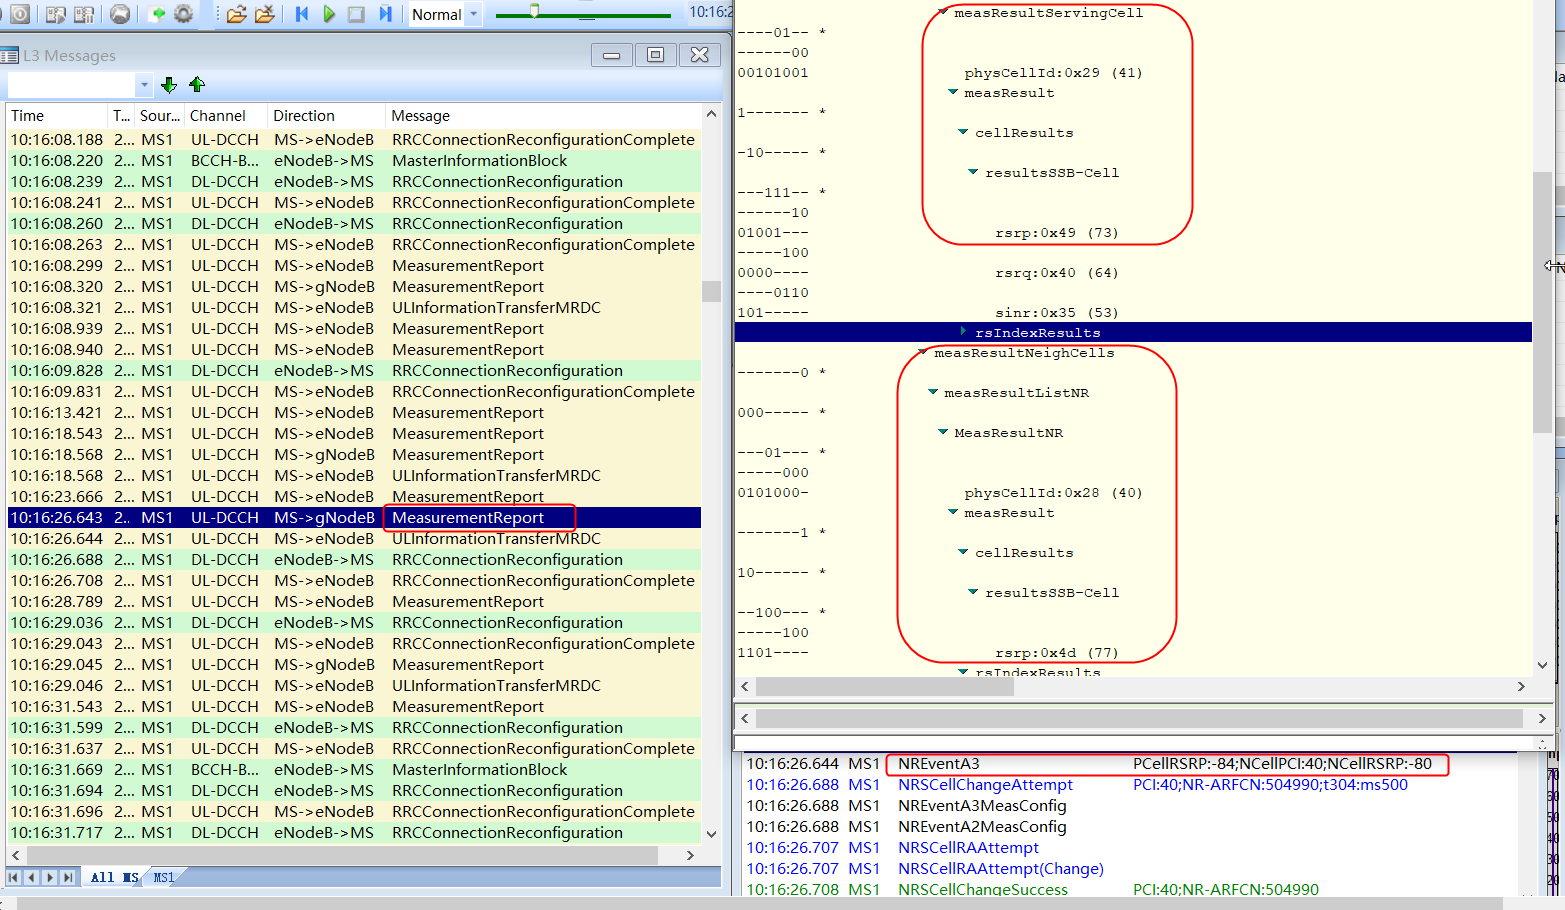 Normal
10:16:2
L3 Messages
Time T... Sour... Channel Direction Message
10:16:08.188 2... MS1 UL-DCCH MS->eNodeB RRCConnectionReconfigurationComplete
10:16:08.220 2... MS1 BCCH-B... eNodeB->MS MasterInformationBlock
10:16:08.239 2... MS1 DL-DCCH eNodeB->MS RRCConnectionReconfiguration
10:16:08.241 2... MS1 UL-DCCH MS->eNodeB RRCConnectionReconfigurationComplete
10:16:08.260 2... MS1 DL-DCCH eNodeB->MS RRCConnectionReconfiguration
10:16:08.263 2... MS1 UL-DCCH MS->eNodeB RRCConnectionReconfigurationComplete
10:16:08.299 2... MS1 UL-DCCH MS->eNodeB MeasurementReport
10:16:08.320 2... MS1 UL-DCCH MS->gNodeB MeasurementReport
10:16:08.321 2... MS1 UL-DCCH MS->eNodeB ULInformationTransferMRDC
10:16:08.939 2... MS1 UL-DCCH MS->eNodeB MeasurementReport
10:16:08.940 2... MS1 UL-DCCH MS->eNodeB MeasurementReport
10:16:09.828 2... MS1 DL-DCCH eNodeB->MS RRCConnectionReconfiguration
10:16:09.831 2... MS1 UL-DCCH MS->eNodeB RRCConnectionReconfigurationComplete
10:16:13.421 2... MS1 UL-DCCH MS->eNodeB MeasurementReport
10:16:18.543 2... MS1 UL-DCCH MS->eNodeB MeasurementReport
10:16:18.568 2... MS1 UL-DCCH MS->gNodeB MeasurementReport
10:16:18.568 2... MS1 UL-DCCH MS->eNodeB ULInformationTransferMRDC
10:16:23.666 2... MS1 UL-DCCH MS->eNodeB MeasurementReport
10:16:26.643 2... MS1 UL-DCCH MS->gNodeB MeasurementReport
10:16:26.644 2... MS1 UL-DCCH MS->eNodeB ULInformationTransferMRDC
10:16:26.688 2... MS1 DL-DCCH eNodeB->MS RRCConnectionReconfiguration
10:16:26.708 2... MS1 UL-DCCH MS->eNodeB RRCConnectionReconfigurationComplete
10:16:28.789 2... MS1 UL-DCCH MS->eNodeB MeasurementReport
10:16:29.036 2... MS1 DL-DCCH eNodeB->MS RRCConnectionReconfiguration
10:16:29.043 2... MS1 UL-DCCH MS->eNodeB RRCConnectionReconfigurationComplete
10:16:29.045 2... MS1 UL-DCCH MS->gNodeB MeasurementReport
10:16:29.046 2... MS1 UL-DCCH MS->eNodeB ULInformationTransferMRDC
10:16:31.543 2... MS1 UL-DCCH MS->eNodeB MeasurementReport
10:16:31.599 2... MS1 DL-DCCH eNodeB->MS RRCConnectionReconfiguration
10:16:31.637 2... MS1 UL-DCCH MS->eNodeB RRCConnectionReconfigurationComplete
10:16:31.669 2... MS1 BCCH-B... eNodeB->MS MasterInformationBlock
10:16:31.694 2... MS1 DL-DCCH eNodeB->MS RRCConnectionReconfiguration
10:16:31.696 2... MS1 UL-DCCH MS->eNodeB RRCConnectionReconfigurationComplete
10:16:31.717 2... MS1 DL-DCCH eNodeB->MS RRCConnectionReconfiguration
All MS MS1
measResultServingCell
----01-- *
------00
00101001 physCellId:0x29 (41)
measResult
1------- *
cellResults
-10----- *
resultsSSB-Cell
---111-- *
------10
01001--- rsrp:0x49 (73)
-----100
0000---- rsrq:0x40 (64)
----0110
101----- sinr:0x35 (53)
rsIndexResults
measResultNeighCells
-------0 *
measResultListNR
000----- *
MeasResultNR
---01--- *
-----000
0101000- physCellId:0x28 (40)
measResult
-------1 *
cellResults
10------ *
resultsSSB-Cell
--100--- *
-----100
1101---- rsrp:0x4d (77)
rsIndexResults
10:16:26.644 MS1 NREventA3 PCellRSRP:-84;NCellPCI:40;NCellRSRP:-80
10:16:26.688 MS1 NRSCellChangeAttempt PCI:40;NR-ARFCN:504990;t304:ms500
10:16:26.688 MS1 NREventA3MeasConfig
10:16:26.688 MS1 NREventA2MeasConfig
10:16:26.707 MS1 NRSCellRAAttempt
10:16:26.707 MS1 NRSCellRAAttempt(Change)
10:16:26.708 MS1 NRSCellChangeSuccess PCI:40;NR-ARFCN:504990